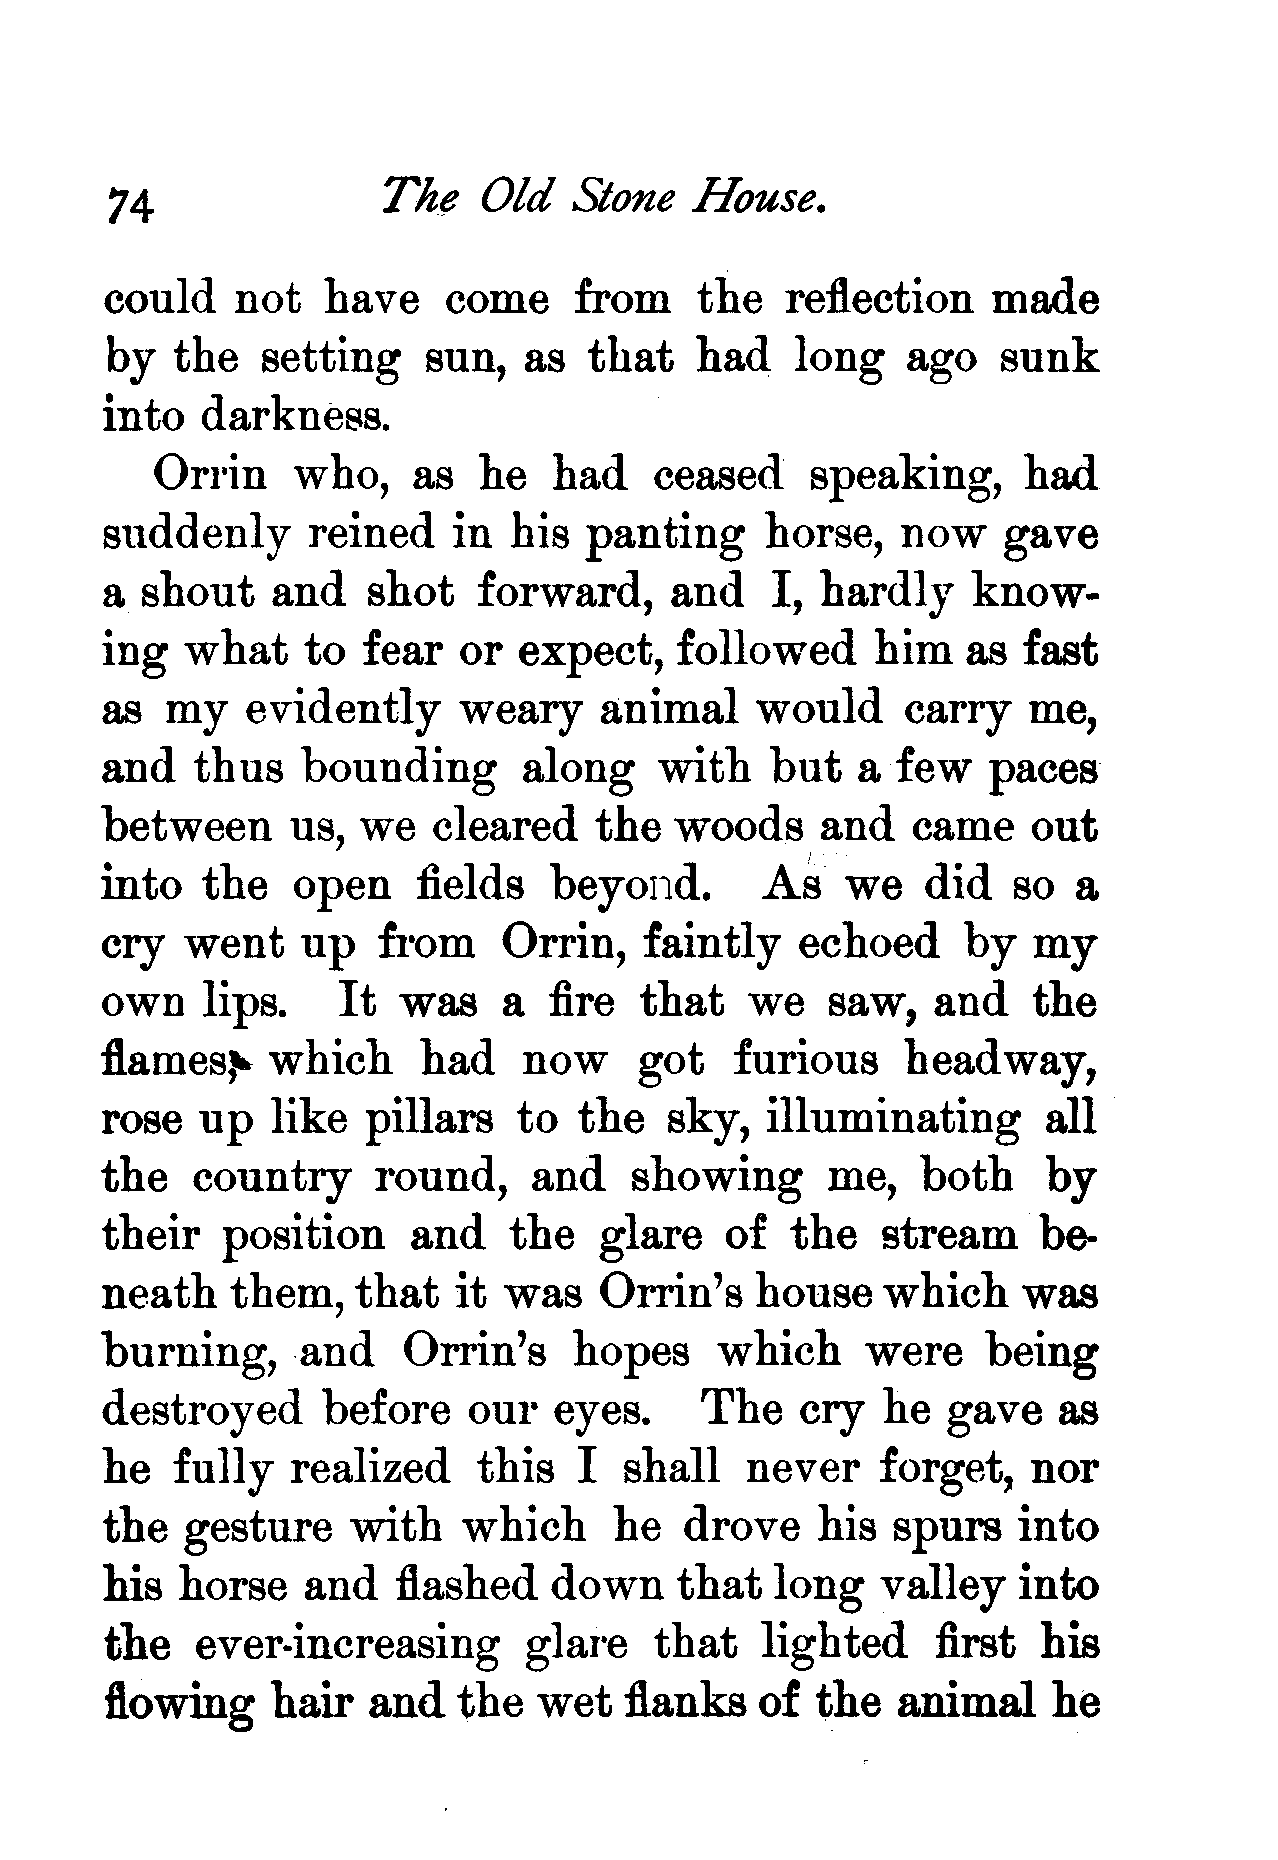 74 The Old Stone House.
could not have come from the reflection made
by the setting sun, as that had long ago sunk
into darkness.
Orrin who, as he had ceased speaking, had
suddenly reined in his panting horse, now gave
a shout and shot forward, and I, hardly know-
ing what to fear or expect, followed him as fast
as my evidently weary animal would carry me,
and thus bounding along with but a few paces
between us, we cleared the woods and came out
into the open fields beyond. As we did so a
cry went up from Orrin, faintly echoed by my
own lips. It was a fire that we saw, and the
flames, which had now got furious headway,
rose up like pillars to the sky, illuminating all
the country round, and showing me, both by
their position and the glare of the stream be-
neath them, that it was Orrin's house which was
burning, and Orrin's hopes which were being
destroyed before our eyes. The cry he gave as
he fully realized this I shall never forget, nor
the gesture with which he drove his spurs into
his horse and flashed down that long valley into
the ever-increasing glare that lighted first his
flowing hair and the wet flanks of the animal he